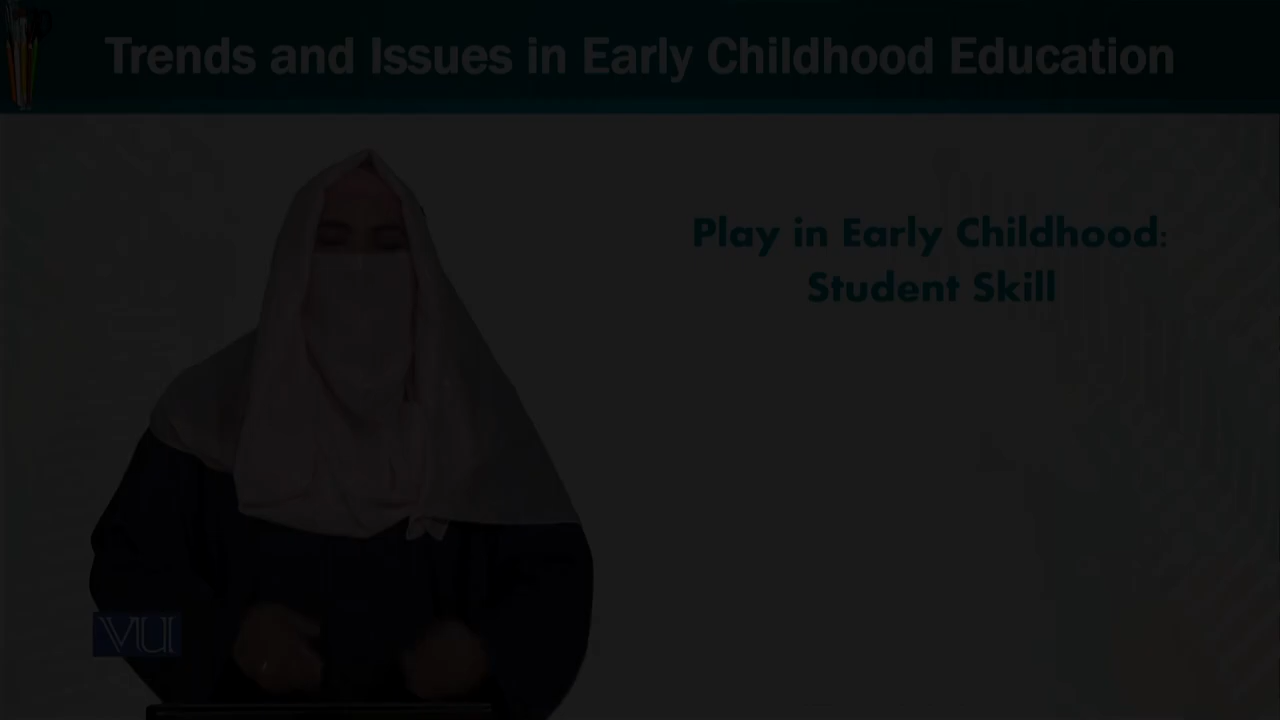 Trends and Issues in Early Childhood Education
Play in Early Childhood:
Student Skill
VU